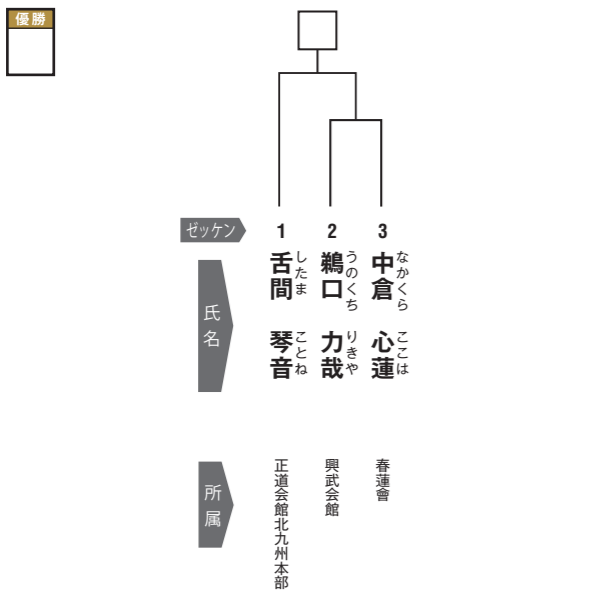 優勝
ゼッケン
1
2
3
氏名
舌間 琴音
したま ことね
鵜口 力哉
うのくち りきや
中倉 心蓮
なかくら ここは
所属
正道会館北九州本部
興武会館
春蓮會